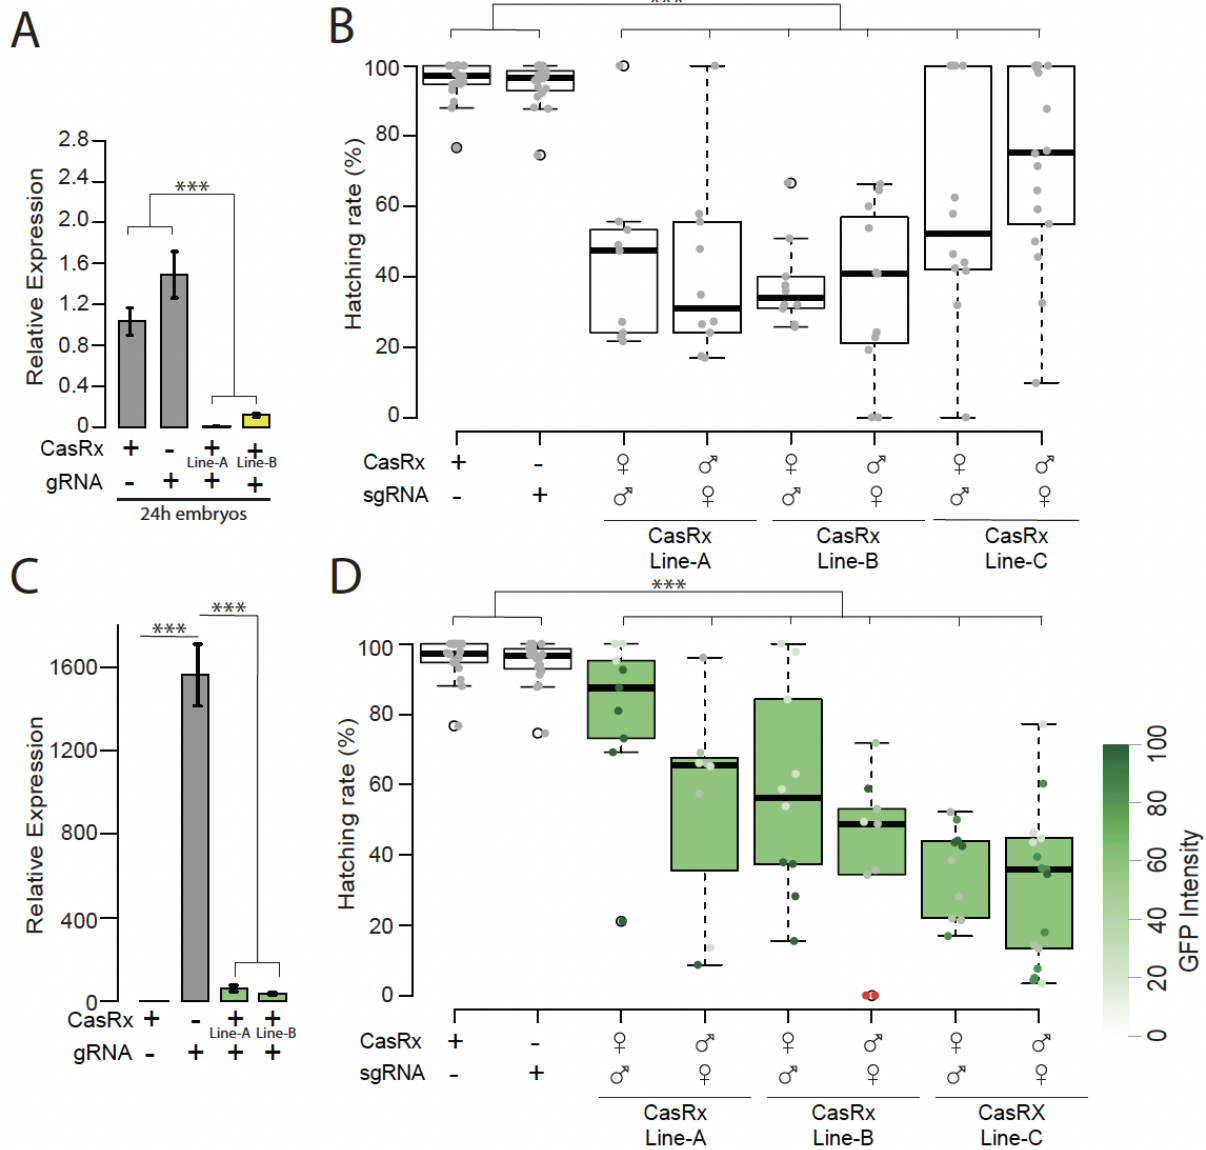 A
2.8
2.4
2.0
1.6
1.2
0.8
0.4
0
Relative Expression
***
CasRx + - + +
Line-A Line-B
gRNA - + + +
24h embryos
B
***
100
80
60
40
20
0
Hatching rate (%)
CasRx + - ♀ ♂ ♀ ♂ ♀ ♂
sgRNA - + ♂ ♀ ♂ ♀ ♂ ♀
CasRx CasRx CasRx
Line-A Line-B Line-C
C
***
***
1600
1200
800
400
0
Relative Expression
CasRx + - + +
Line-A Line-B
gRNA - + + +
D
***
100
80
60
40
20
0
Hatching rate (%)
CasRx + - ♀ ♂ ♀ ♂ ♀ ♂
sgRNA - + ♂ ♀ ♂ ♀ ♂ ♀
CasRx CasRx CasRX
Line-A Line-B Line-C
100
80
60
40
20
0
GFP Intensity